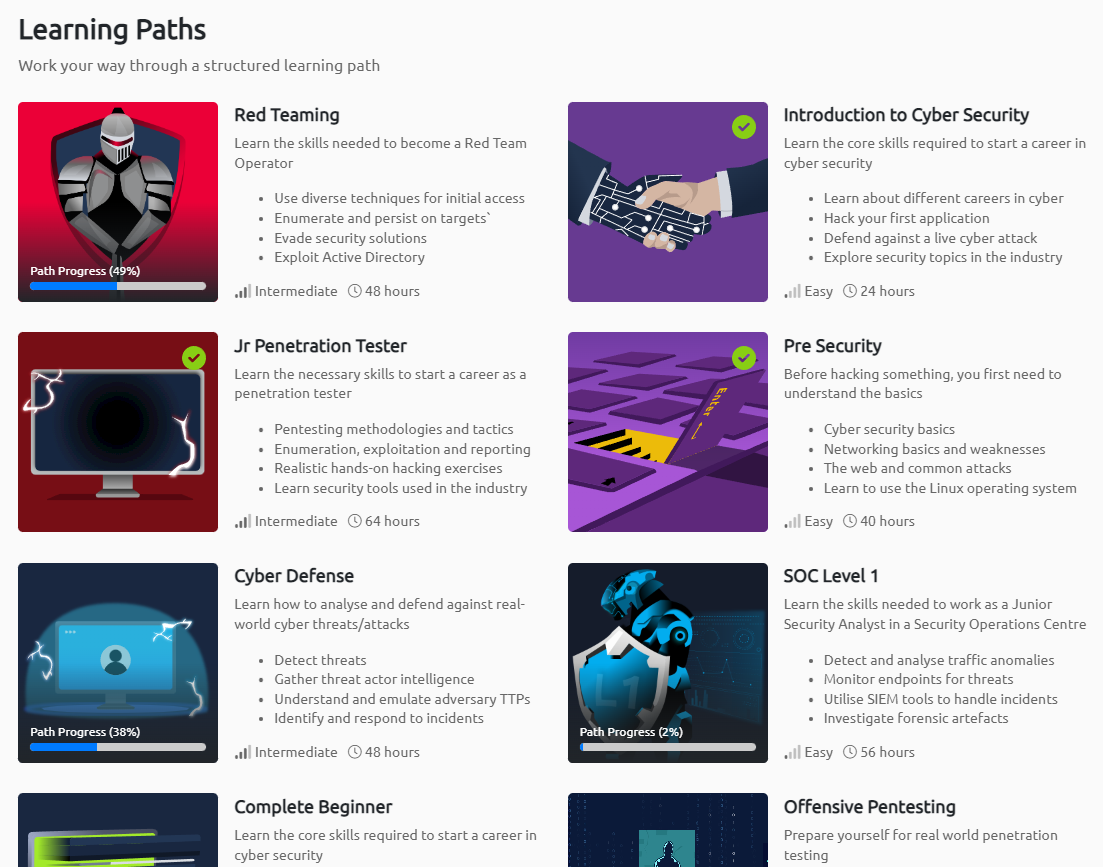 Learning Paths
Work your way through a structured learning path
Red Teaming
Learn the skills needed to become a Red Team
Operator
Use diverse techniques for initial access
Enumerate and persist on targets`
Evade security solutions
Exploit Active Directory
Path Progress (49%)
Intermediate 48 hours
Introduction to Cyber Security
Learn the core skills required to start a career in
cyber security
Learn about different careers in cyber
Hack your first application
Defend against a live cyber attack
Explore security topics in the industry
Easy 24 hours
Jr Penetration Tester
Learn the necessary skills to start a career as a
penetration tester
Pentesting methodologies and tactics
Enumeration, exploitation and reporting
Realistic hands-on hacking exercises
Learn security tools used in the industry
Intermediate 64 hours
Enter
Pre Security
Before hacking something, you first need to
understand the basics
Cyber security basics
Networking basics and weaknesses
The web and common attacks
Learn to use the Linux operating system
Easy 40 hours
Cyber Defense
Learn how to analyse and defend against real-
world cyber threats/attacks
Detect threats
Gather threat actor intelligence
Understand and emulate adversary TTPs
Identify and respond to incidents
Path Progress (38%)
Intermediate 48 hours
L1
SOC Level 1
Learn the skills needed to work as a Junior
Security Analyst in a Security Operations Centre
Detect and analyse traffic anomalies
Monitor endpoints for threats
Utilise SIEM tools to handle incidents
Investigate forensic artefacts
Path Progress (2%)
Easy 56 hours
Complete Beginner
Learn the core skills required to start a career in
cyber security
Offensive Pentesting
Prepare yourself for real world penetration
testing